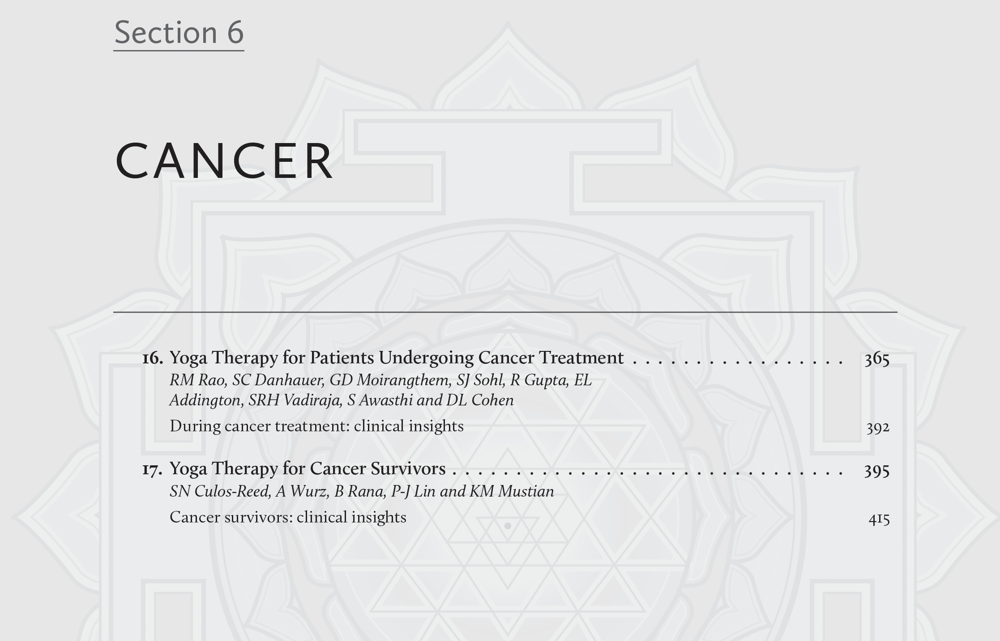 Section 6
CANCER
16. Yoga Therapy for Patients Undergoing Cancer Treatment . . . . . . . . . . . . . . . . . 365
RM Rao, SC Danhauer, GD Moirangthem, SJ Sohl, R Gupta, EL
Addington, SRH Vadiraja, S Awasthi and DL Cohen
During cancer treatment: clinical insights 392
17. Yoga Therapy for Cancer Survivors . . . . . . . . . . . . . . . . . . . . . . . . . . . . . . . 395
SN Culos-Reed, A Wurz, B Rana, P-J Lin and KM Mustian
Cancer survivors: clinical insights 415